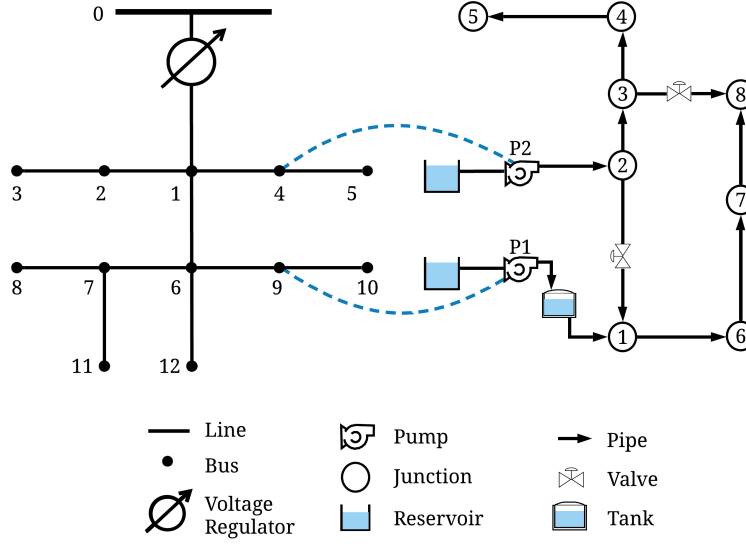 0
5
4
3
8
P2
3
2
1
4
5
2
7
P1
8
7
6
9
10
1
6
11
12
Line
Pump
Pipe
Bus
Junction
Valve
Voltage
Regulator
Reservoir
Tank